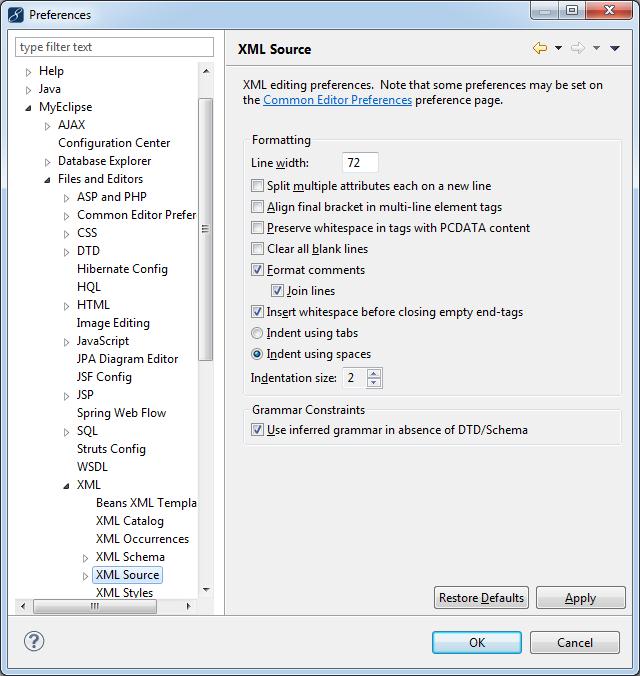 Preferences
type filter text
Help
Java
MyEclipse
AJAX
Configuration Center
Database Explorer
Files and Editors
ASP and PHP
Common Editor Prefer
CSS
DTD
Hibernate Config
HQL
HTML
Image Editing
JavaScript
JPA Diagram Editor
JSF Config
JSP
Spring Web Flow
SQL
Struts Config
WSDL
XML
Beans XML Templa
XML Catalog
XML Occurrences
XML Schema
XML Source
XML Styles
XML Source
XML editing preferences.  Note that some preferences may be set on
the Common Editor Preferences preference page.
Formatting
Line width: 72
Split multiple attributes each on a new line
Align final bracket in multi-line element tags
Preserve whitespace in tags with PCDATA content
Clear all blank lines
Format comments
Join lines
Insert whitespace before closing empty end-tags
Indent using tabs
Indent using spaces
Indentation size: 2
Grammar Constraints
Use inferred grammar in absence of DTD/Schema
Restore Defaults Apply
? OK Cancel